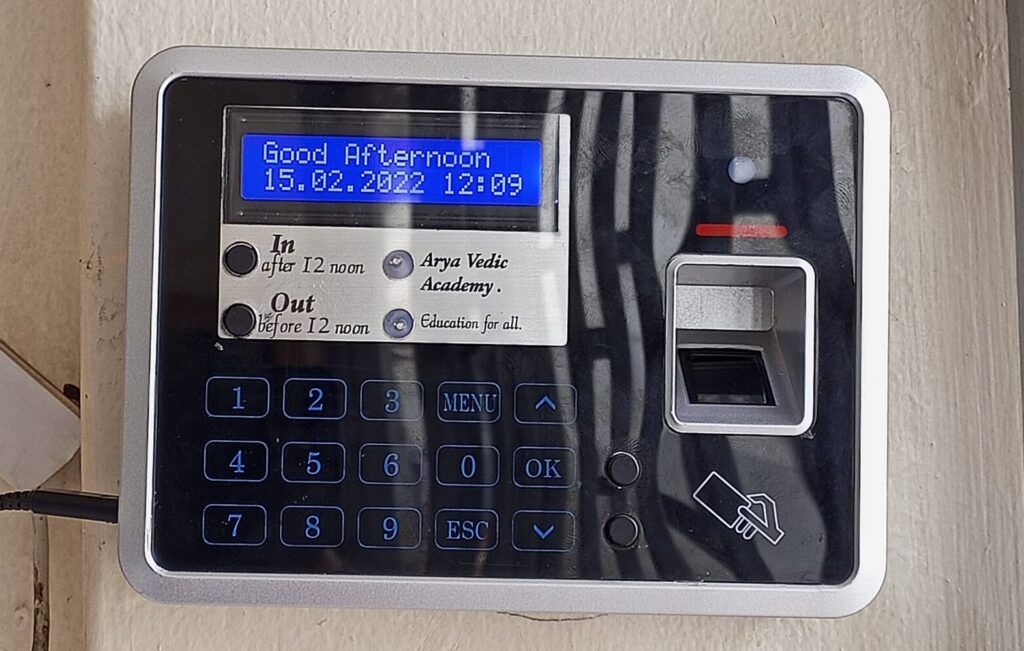 Good Afternoon
15.02.2022 12:09
In
after 12 noon
Out
before 12 noon
Arya Vedic
Academy .
Education for all.
1 2 3 MENU
4 5 6 0 OK
7 8 9 ESC